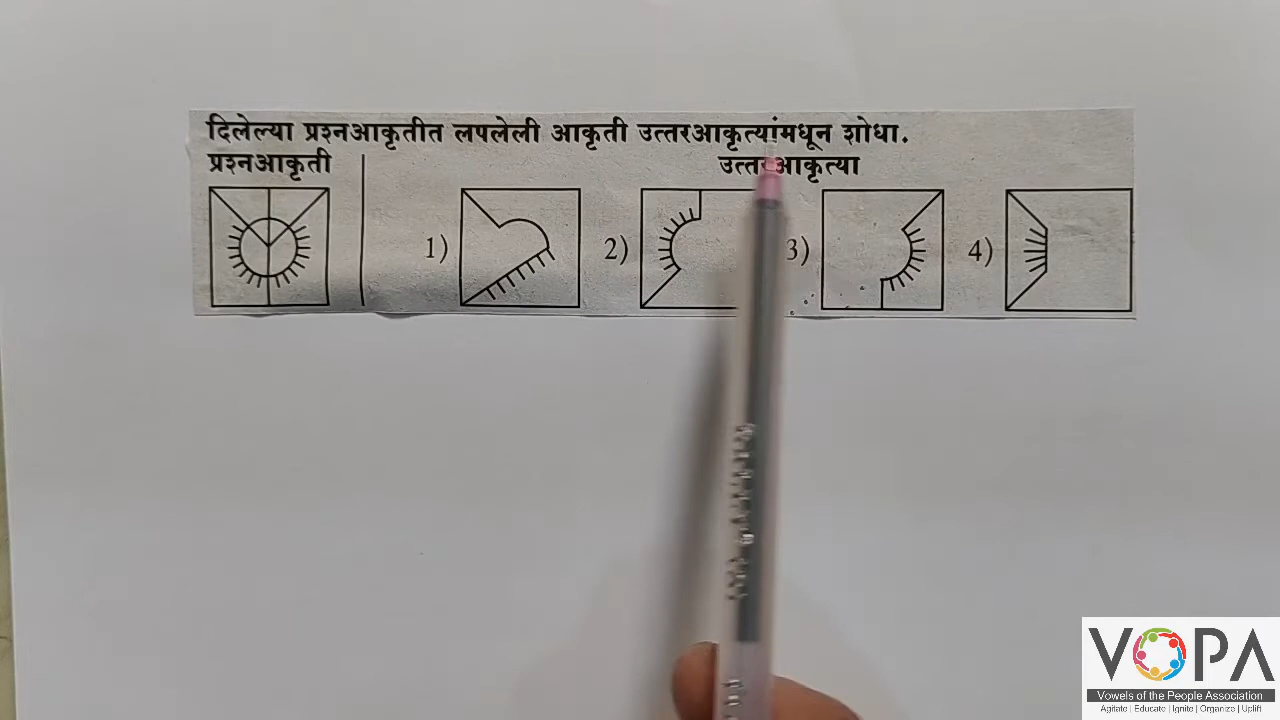 दिलेल्या प्रश्नआकृतीत लपलेली आकृती उत्तरआकृत्यांमधून शोधा.
प्रश्नआकृती उत्तरआकृत्या
1) 2) 3) 4)
VOPA
Vowels of the People Association
Agitate | Educate | Ignite | Organize | Uplift